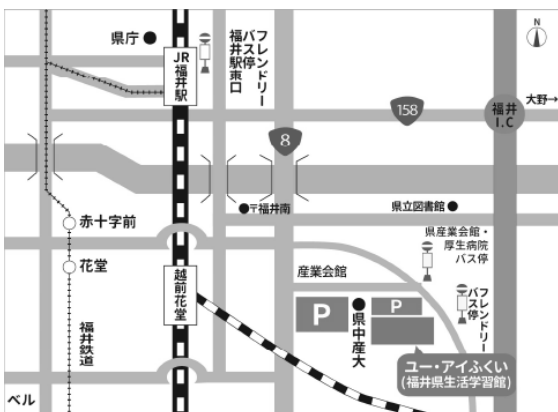 N
県庁
JR福井駅
フレンドリーバス停
福井駅東口
158
大野→
福井
I.C
8
〒福井南
県立図書館
赤十字前
県産業会館・
厚生病院
バス停
産業会館
花堂
越前花堂
P
P
県中産大
フレンドリー
バス停
福井鉄道
ユー・アイふくい
(福井県生活学習館)
ベル